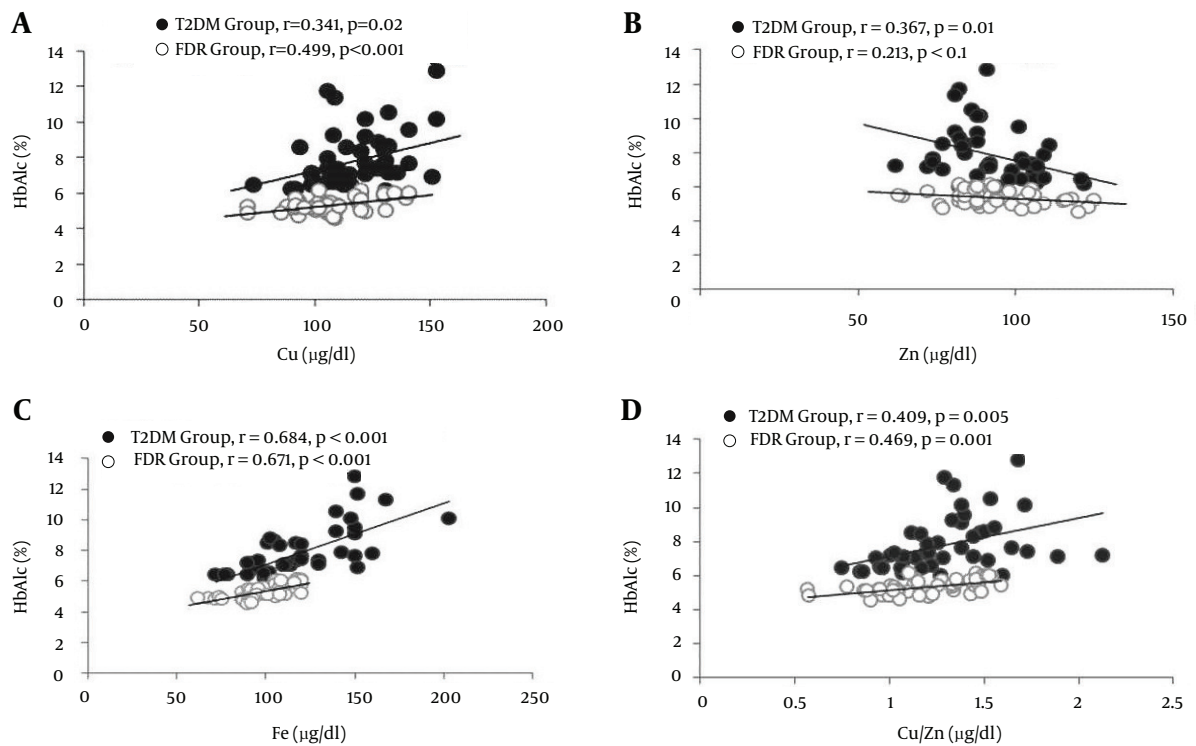 A
T2DM Group, r=0.341, p=0.02
FDR Group, r=0.499, p<0.001
14
12
10
8
6
4
2
0
HbAlc (%)
0
50
100
150
200
Cu (µg/dl)
B
T2DM Group, r = 0.367, p = 0.01
FDR Group, r = 0.213, p < 0.1
14
12
10
8
6
4
2
0
HbAlc (%)
50
100
150
Zn (µg/dl)
C
T2DM Group, r = 0.684, p < 0.001
FDR Group, r = 0.671, p < 0.001
14
12
10
8
6
4
2
0
HbAlc (%)
0
50
100
150
200
250
Fe (µg/dl)
D
T2DM Group, r = 0.409, p = 0.005
FDR Group, r = 0.469, p = 0.001
14
12
10
8
6
4
2
0
HbAlc (%)
0
0.5
1
1.5
2
2.5
Cu/Zn (µg/dl)